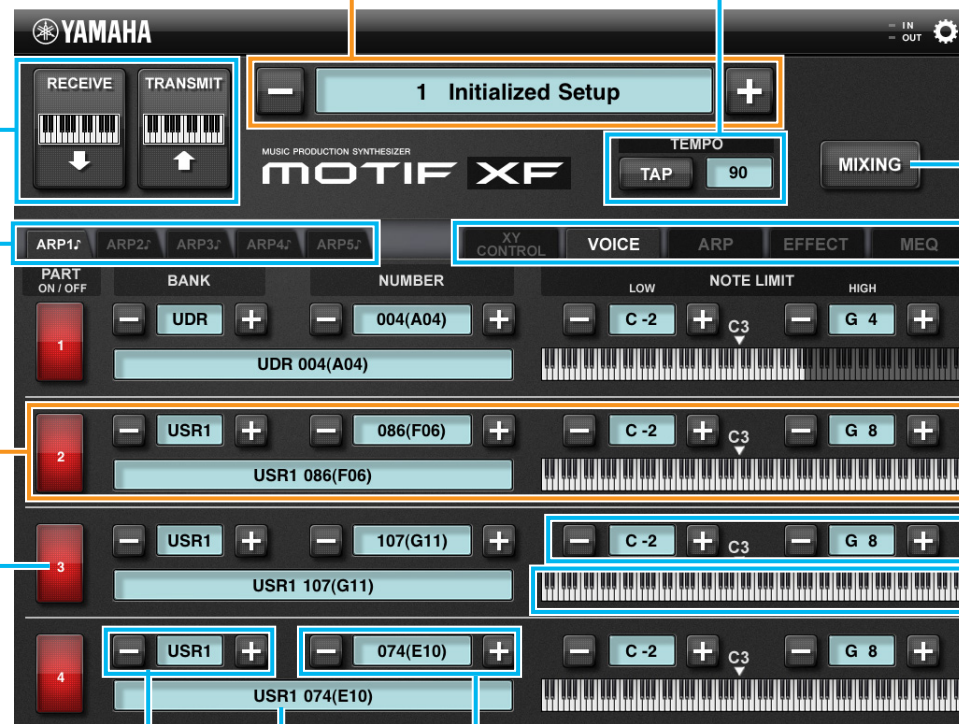 YAMAHA
IN
OUT
RECEIVE TRANSMIT
1 Initialized Setup
MUSIC PRODUCTION SYNTHESIZER
MOTIF XF
TEMPO
TAP 90
MIXING
ARP1♪ ARP2♪ ARP3♪ ARP4♪ ARP5♪
XY CONTROL VOICE ARP EFFECT MEQ
PART
ON / OFF
BANK NUMBER NOTE LIMIT
LOW HIGH
1 UDR 004(A04) C -2 C3 G 4
UDR 004(A04)
2 USR1 086(F06) C -2 C3 G 8
USR1 086(F06)
3 USR1 107(G11) C -2 C3 G 8
USR1 107(G11)
4 USR1 074(E10) C -2 C3 G 8
USR1 074(E10)